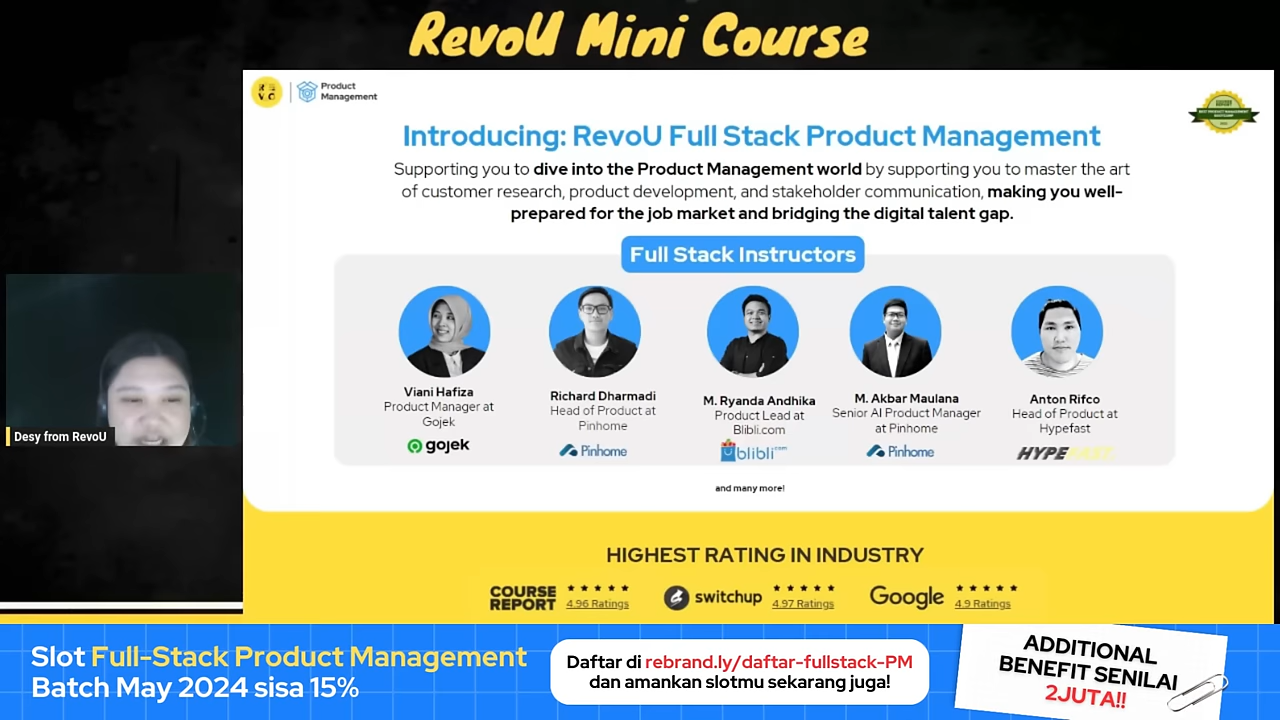 RevoU Mini Course
RE
VO
Product
Management
Introducing: RevoU Full Stack Product Management
Supporting you to dive into the Product Management world by supporting you to master the art
of customer research, product development, and stakeholder communication, making you well-
prepared for the job market and bridging the digital talent gap.
Full Stack Instructors
Viani Hafiza
Product Manager at
Gojek
gojek
Richard Dharmadi
Head of Product at
Pinhome
Pinhome
M. Ryanda Andhika
Product Lead at
Blibli.com
blibli.com
M. Akbar Maulana
Senior AI Product Manager
at Pinhome
Pinhome
Anton Rifco
Head of Product at
Hypefast
HYPEFAST
and many more!
Desy from RevoU
HIGHEST RATING IN INDUSTRY
COURSE
REPORT
4.96 Ratings
switchup
4.97 Ratings
Google
4.9 Ratings
Slot Full-Stack Product Management
Batch May 2024 sisa 15%
Daftar di rebrand.ly/daftar-fullstack-PM
dan amankan slotmu sekarang juga!
ADDITIONAL
BENEFIT SENILAI
2JUTA!!